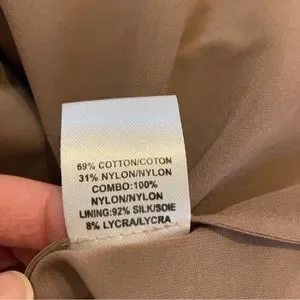 69% COTTON/COTON
31% NYLON/NYLON
COMBO:100%
NYLON/NYLON
LINING:92% SILK/SOIE
8% LYCRA/LYCRA